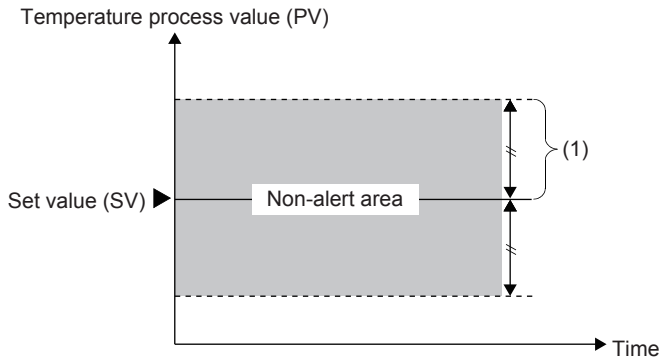 Temperature process value (PV)
(1)
Set value (SV)
Non-alert area
Time